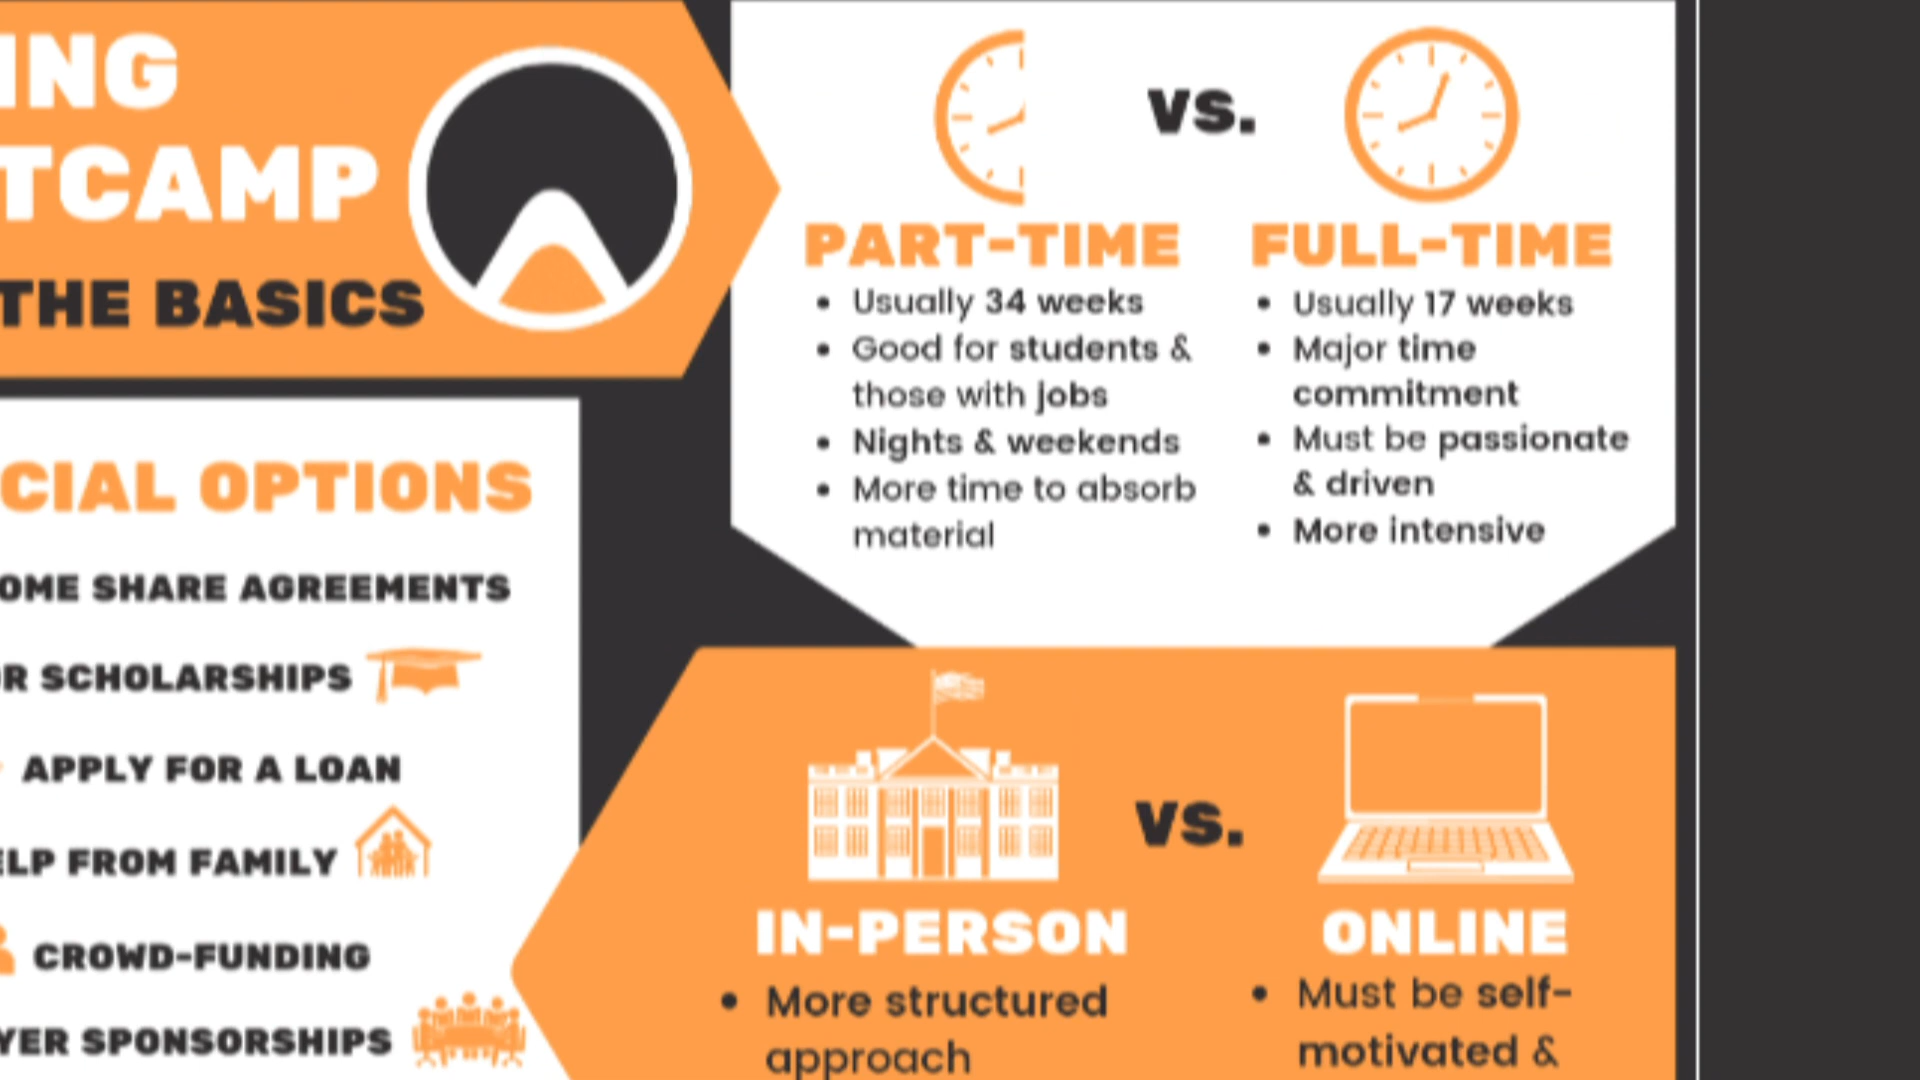 ING
TCAMP
THE BASICS
VS.
PART-TIME
• Usually 34 weeks
• Good for students &
those with jobs
• Nights & weekends
• More time to absorb
material
FULL-TIME
• Usually 17 weeks
• Major time
commitment
• Must be passionate
& driven
• More intensive
CIAL OPTIONS
OME SHARE AGREEMENTS
OR SCHOLARSHIPS
APPLY FOR A LOAN
ELP FROM FAMILY
CROWD-FUNDING
YER SPONSORSHIPS
VS.
IN-PERSON
• More structured
approach
ONLINE
• Must be self-
motivated &